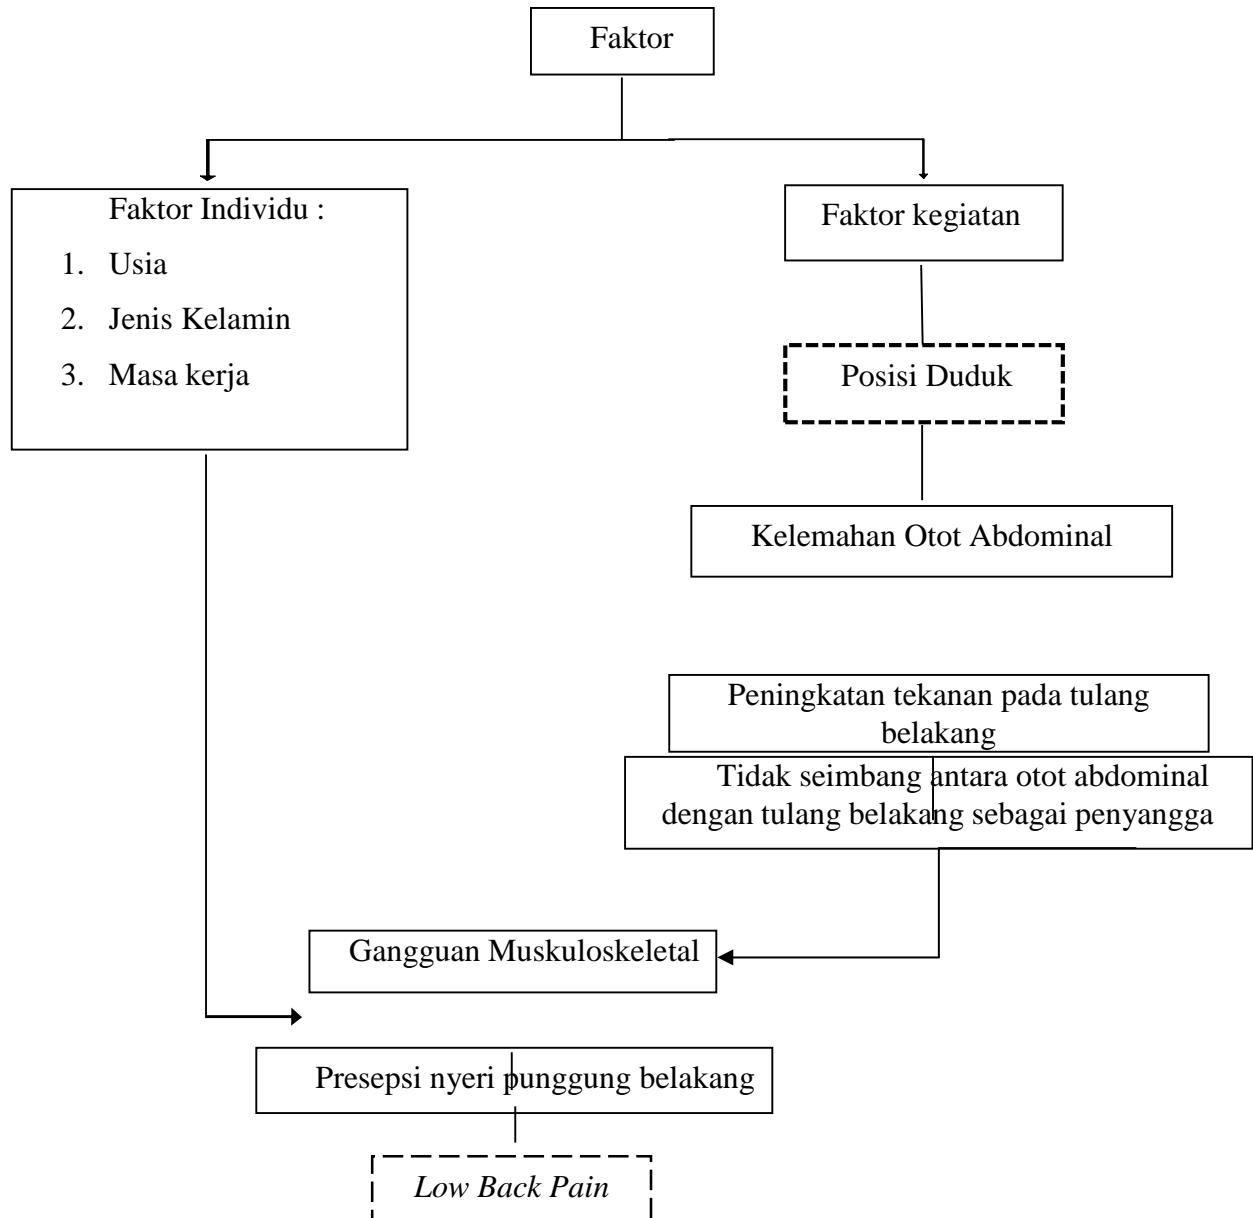 Faktor
Faktor Individu :
1. Usia
2. Jenis Kelamin
3. Masa kerja
Faktor kegiatan
Posisi Duduk
Kelemahan Otot Abdominal
Peningkatan tekanan pada tulang
belakang
Tidak seimbang antara otot abdominal
dengan tulang belakang sebagai penyangga
Gangguan Muskuloskeletal
Presepsi nyeri punggung belakang
Low Back Pain